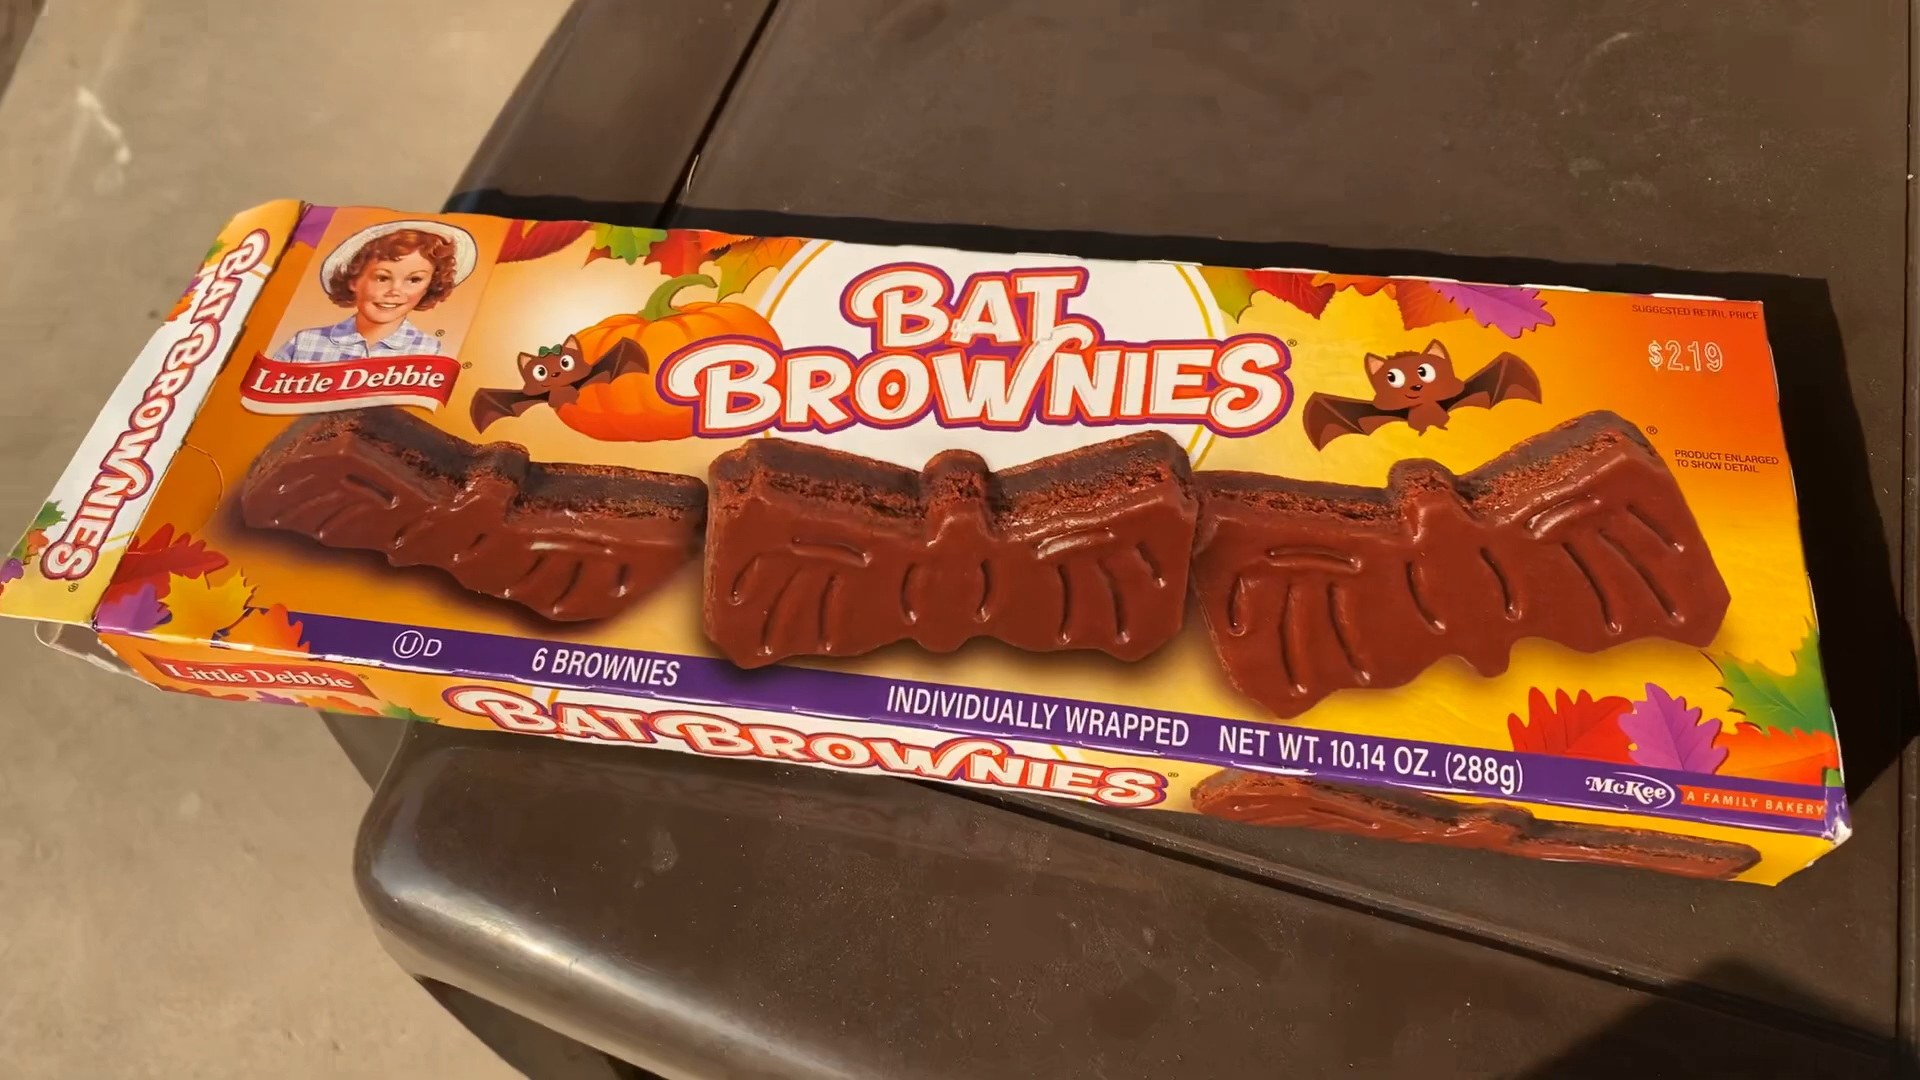 BAT BROWNIES®
Little Debbie®
BAT
BROWNIES®
SUGGESTED RETAIL PRICE
$2.19
®
PRODUCT ENLARGED
TO SHOW DETAIL
Ⓤ D
6 BROWNIES
INDIVIDUALLY WRAPPED
NET WT. 10.14 OZ. (288g)
McKee
A FAMILY BAKERY
Little Debbie®
BAT BROWNIES®